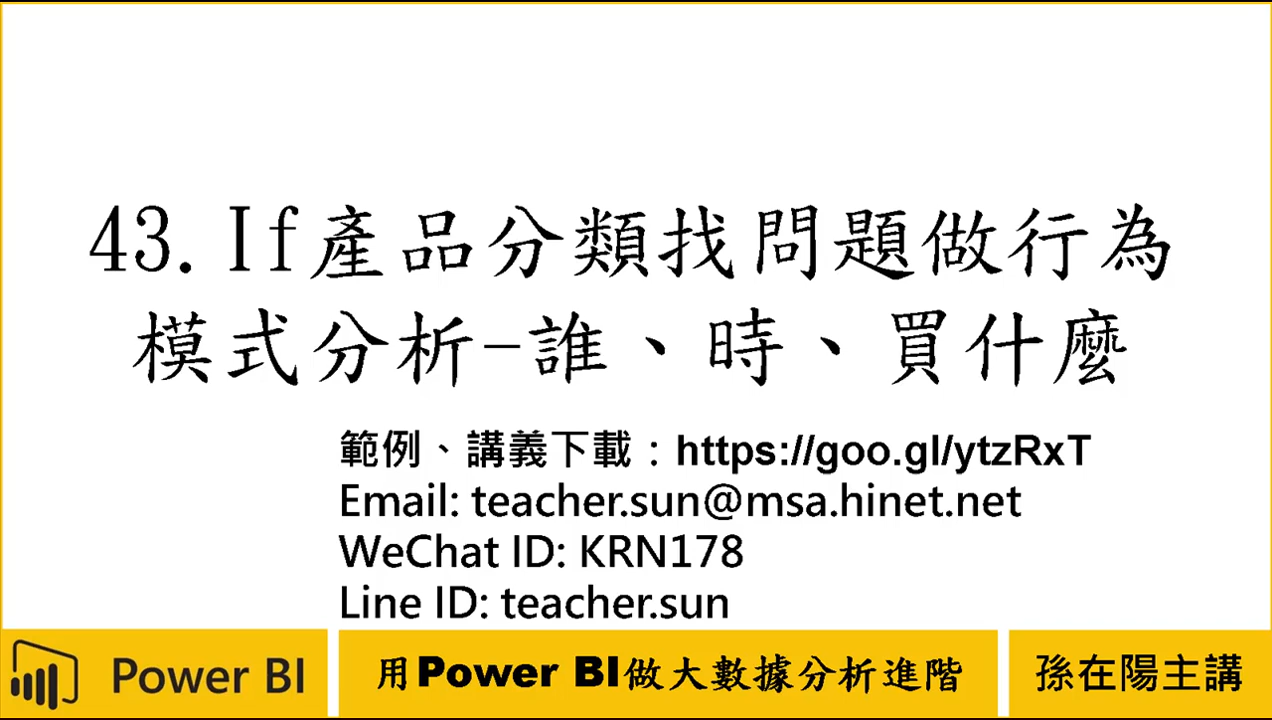 43.If產品分類找問題做行為
模式分析-誰、時、買什麼
範例、講義下載：https://goo.gl/ytzRxT
Email: teacher.sun@msa.hinet.net
WeChat ID: KRN178
Line ID: teacher.sun
Power BI
用Power BI做大數據分析進階
孫在陽主講